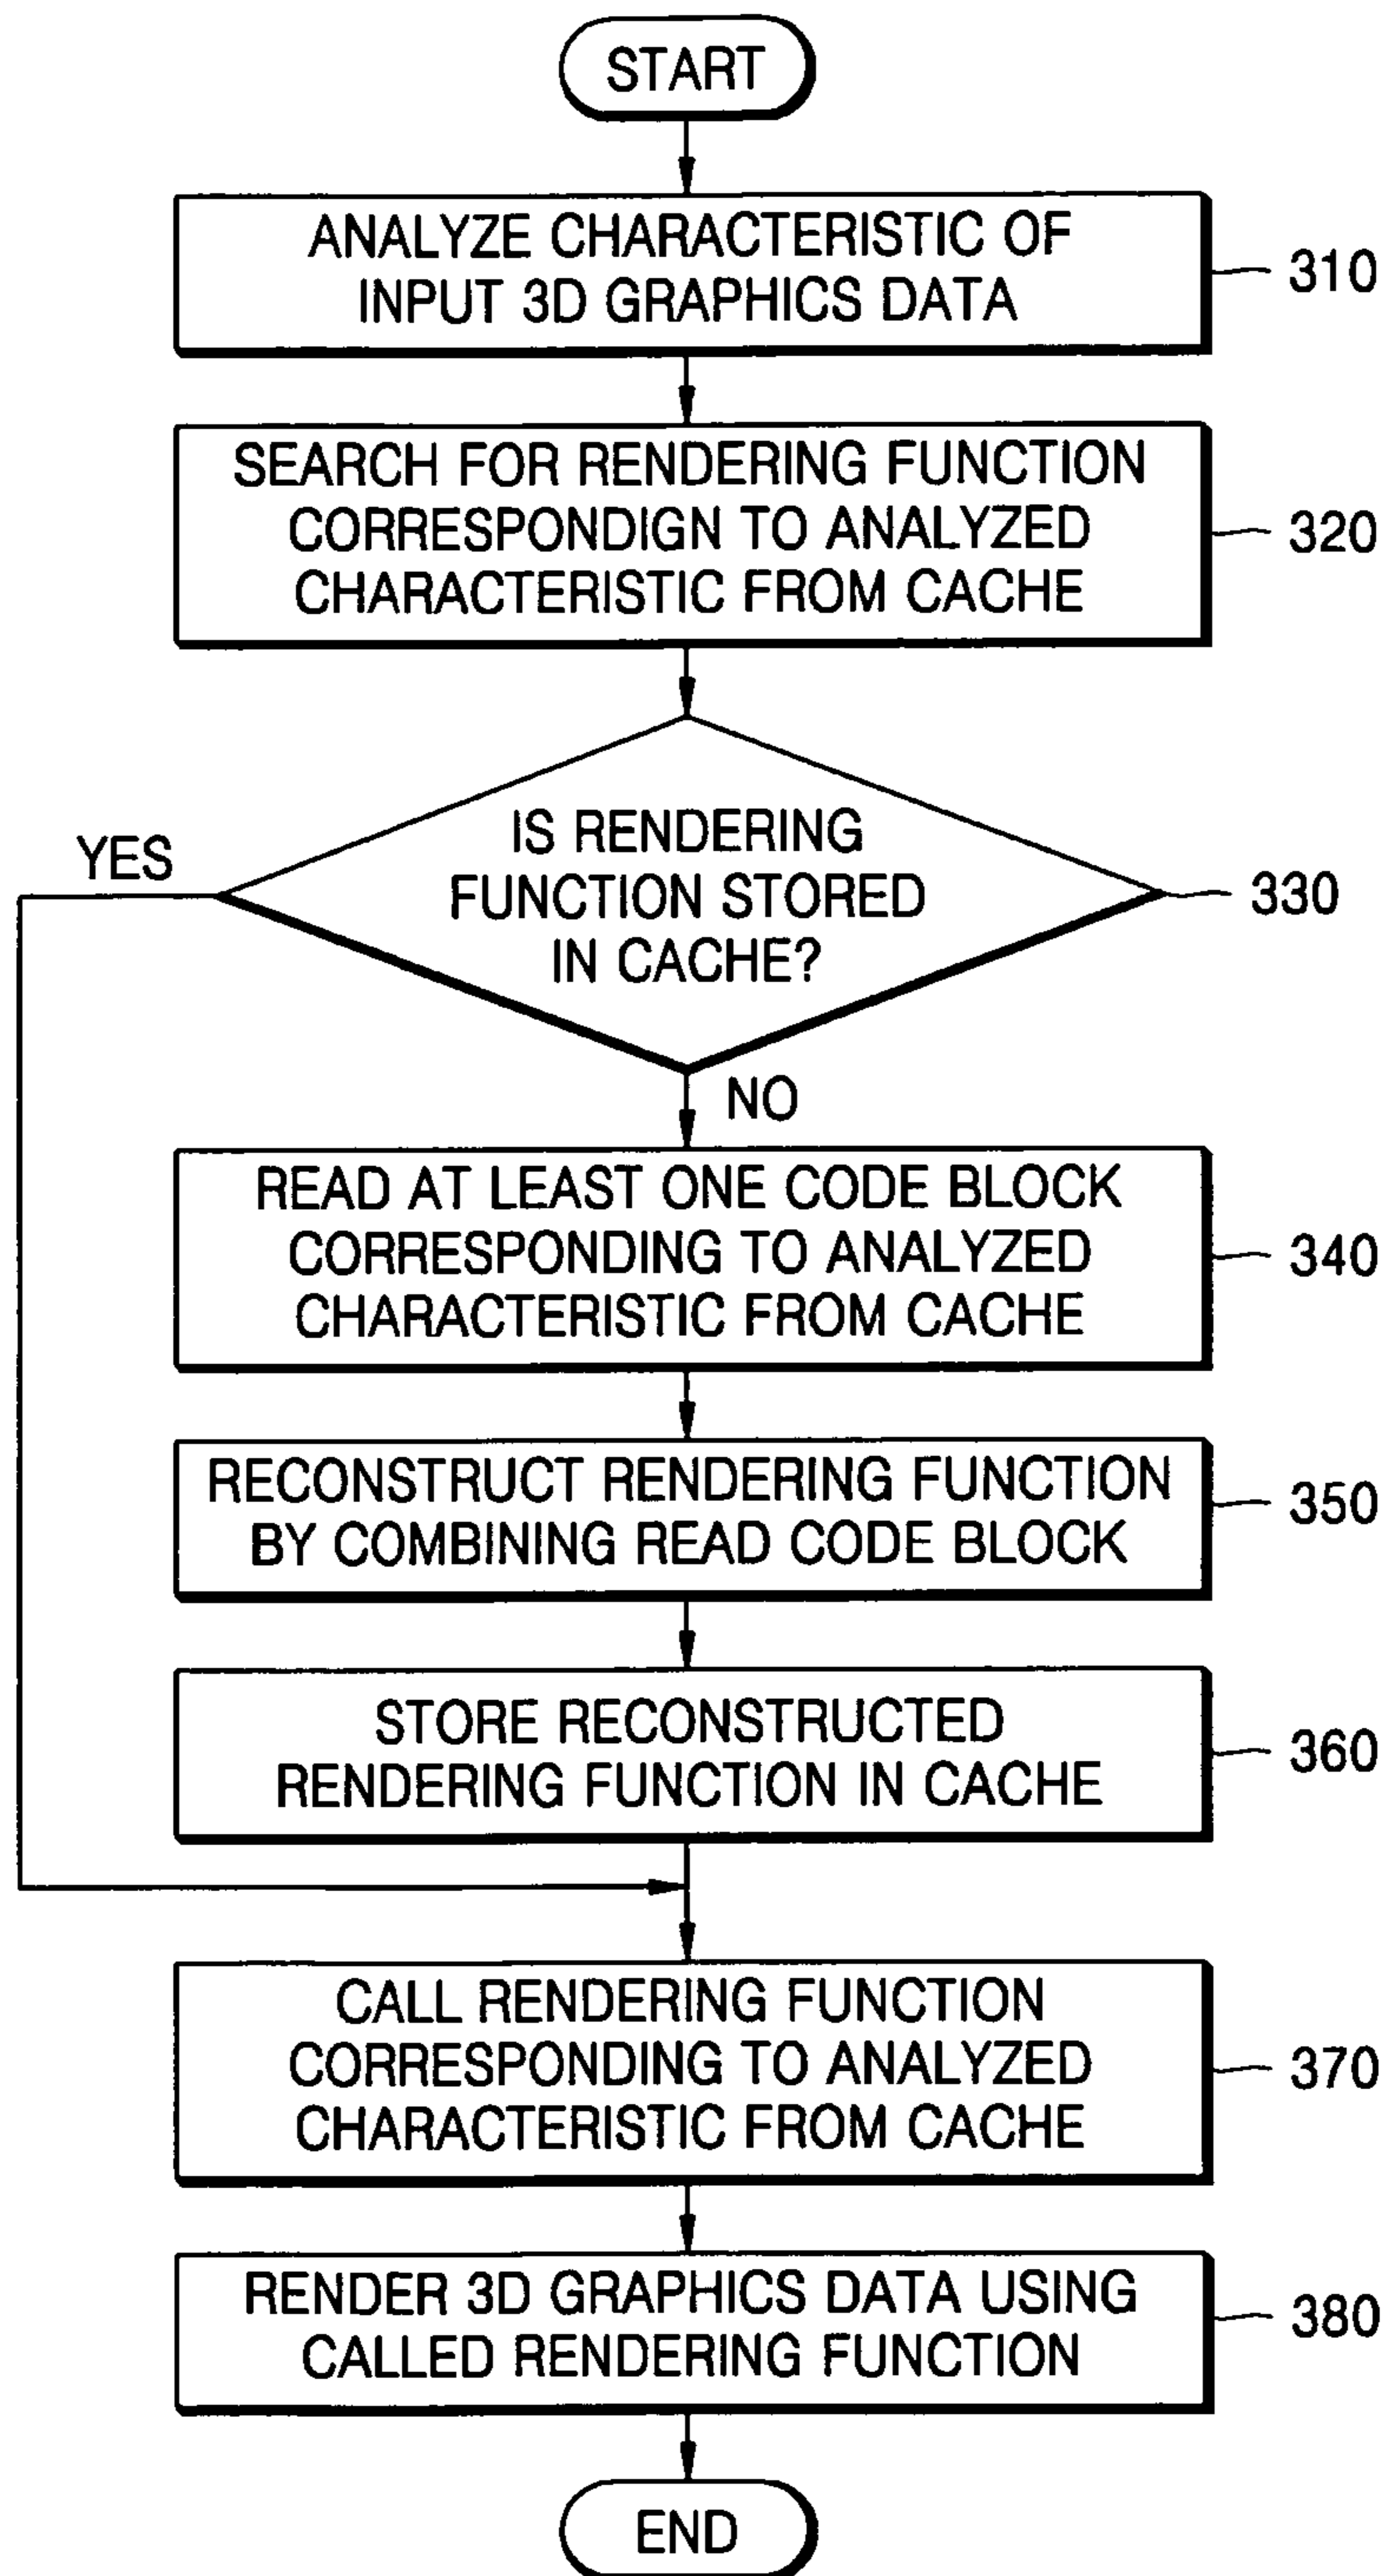 START
ANALYZE CHARACTERISTIC OF
INPUT 3D GRAPHICS DATA
310
SEARCH FOR RENDERING FUNCTION
CORRESPONDIGN TO ANALYZED
CHARACTERISTIC FROM CACHE
320
IS RENDERING
FUNCTION STORED
IN CACHE?
330
YES
NO
READ AT LEAST ONE CODE BLOCK
CORRESPONDING TO ANALYZED
CHARACTERISTIC FROM CACHE
340
RECONSTRUCT RENDERING FUNCTION
BY COMBINING READ CODE BLOCK
350
STORE RECONSTRUCTED
RENDERING FUNCTION IN CACHE
360
CALL RENDERING FUNCTION
CORRESPONDING TO ANALYZED
CHARACTERISTIC FROM CACHE
370
RENDER 3D GRAPHICS DATA USING
CALLED RENDERING FUNCTION
380
END